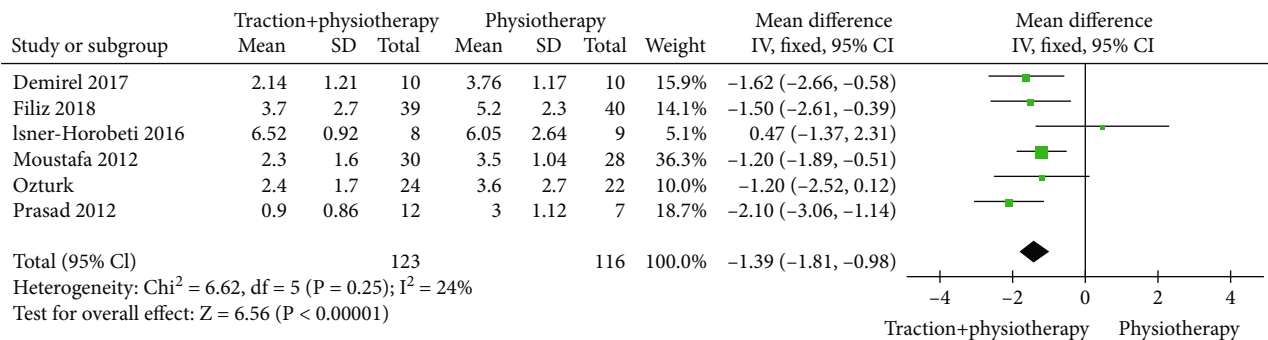 Traction+physiotherapy Physiotherapy Mean difference Mean difference
Study or subgroup Mean SD Total Mean SD Total Weight IV, fixed, 95% CI IV, fixed, 95% CI
Demirel 2017 2.14 1.21 10 3.76 1.17 10 15.9% –1.62 (–2.66, –0.58)
Filiz 2018 3.7 2.7 39 5.2 2.3 40 14.1% –1.50 (–2.61, –0.39)
lsner-Horobeti 2016 6.52 0.92 8 6.05 2.64 9 5.1% 0.47 (–1.37, 2.31)
Moustafa 2012 2.3 1.6 30 3.5 1.04 28 36.3% –1.20 (–1.89, –0.51)
Ozturk 2.4 1.7 24 3.6 2.7 22 10.0% –1.20 (–2.52, 0.12)
Prasad 2012 0.9 0.86 12 3 1.12 7 18.7% –2.10 (–3.06, –1.14)
Total (95% Cl) 123 116 100.0% –1.39 (–1.81, –0.98)
Heterogeneity: Chi² = 6.62, df = 5 (P = 0.25); I² = 24%
Test for overall effect: Z = 6.56 (P < 0.00001)
–4 –2 0 2 4
Traction+physiotherapy Physiotherapy